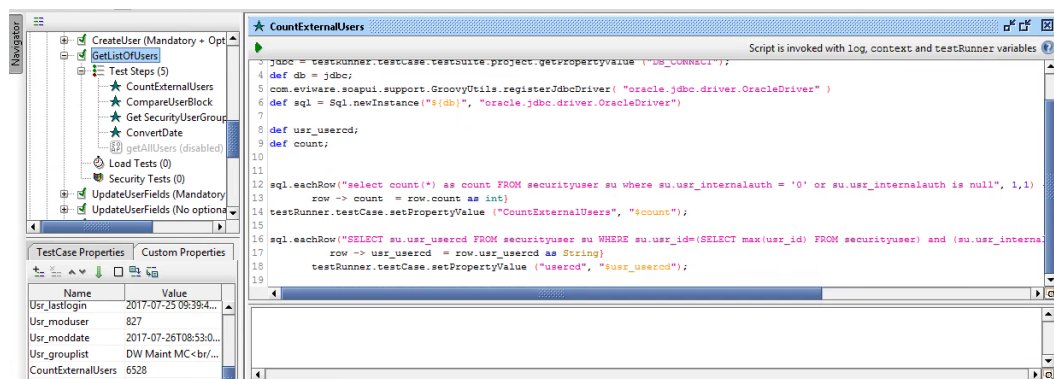 Navigator
CreateUser (Mandatory + Opt
GetListOfUsers
Test Steps (5)
CountExternalUsers
CompareUserBlock
Get SecurityUserGroup
ConvertDate
getAllUsers (disabled)
Load Tests (0)
Security Tests (0)
UpdateUserFields (Mandatory
UpdateUserFields (No optiona
TestCase Properties Custom Properties
Name Value
Usr_lastlogin 2017-07-25 09:39:4...
Usr_moduser 827
Usr_moddate 2017-07-26T08:53:0...
Usr_grouplist DW Maint MC<br/...
CountExternalUsers 6528
CountExternalUsers
Script is invoked with log, context and testRunner variables
3 jdbc = testRunner.testCase.testSuite.project.getPropertyValue ("DB_CONNECT");
4 def db = jdbc;
5 com.eviware.soapui.support.GroovyUtils.registerJdbcDriver( "oracle.jdbc.driver.OracleDriver" )
6 def sql = Sql.newInstance("${db}", "oracle.jdbc.driver.OracleDriver")
7
8 def usr_usercd;
9 def count;
10
11
12 sql.eachRow("select count(*) as count FROM securityuser su where su.usr_internalauth = '0' or su.usr_internalauth is null", 1,1)
13 row -> count = row.count as int}
14 testRunner.testCase.setPropertyValue ("CountExternalUsers", "$count");
15
16 sql.eachRow("SELECT su.usr_usercd FROM securityuser su WHERE su.usr_id=(SELECT max(usr_id) FROM securityuser) and (su.usr_interna
17 row -> usr_usercd = row.usr_usercd as String}
18 testRunner.testCase.setPropertyValue ("usercd", "$usr_usercd");
19